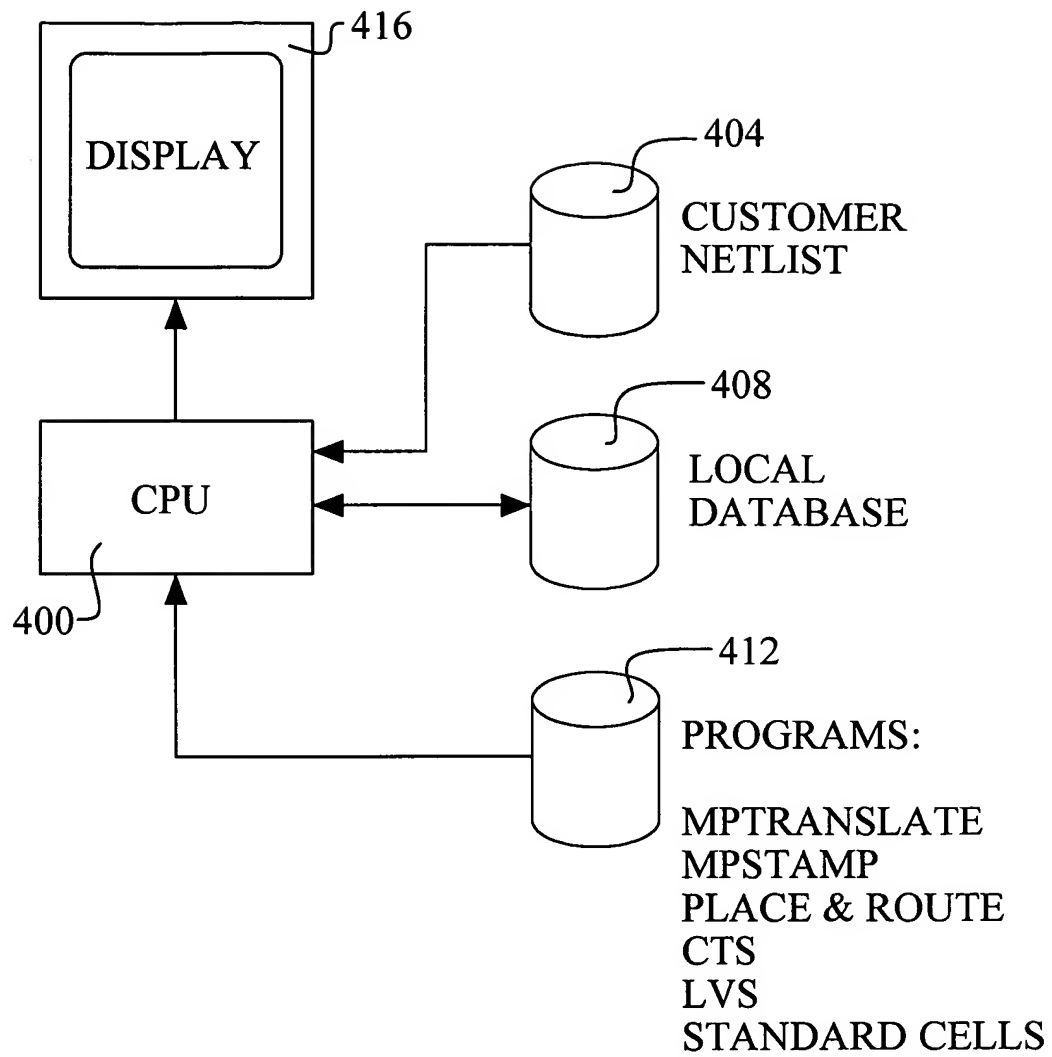 416
DISPLAY
404
CUSTOMER
NETLIST
408
CPU
LOCAL
DATABASE
400
412
PROGRAMS:
MPTRANSLATE
MPSTAMP
PLACE & ROUTE
CTS
LVS
STANDARD CELLS